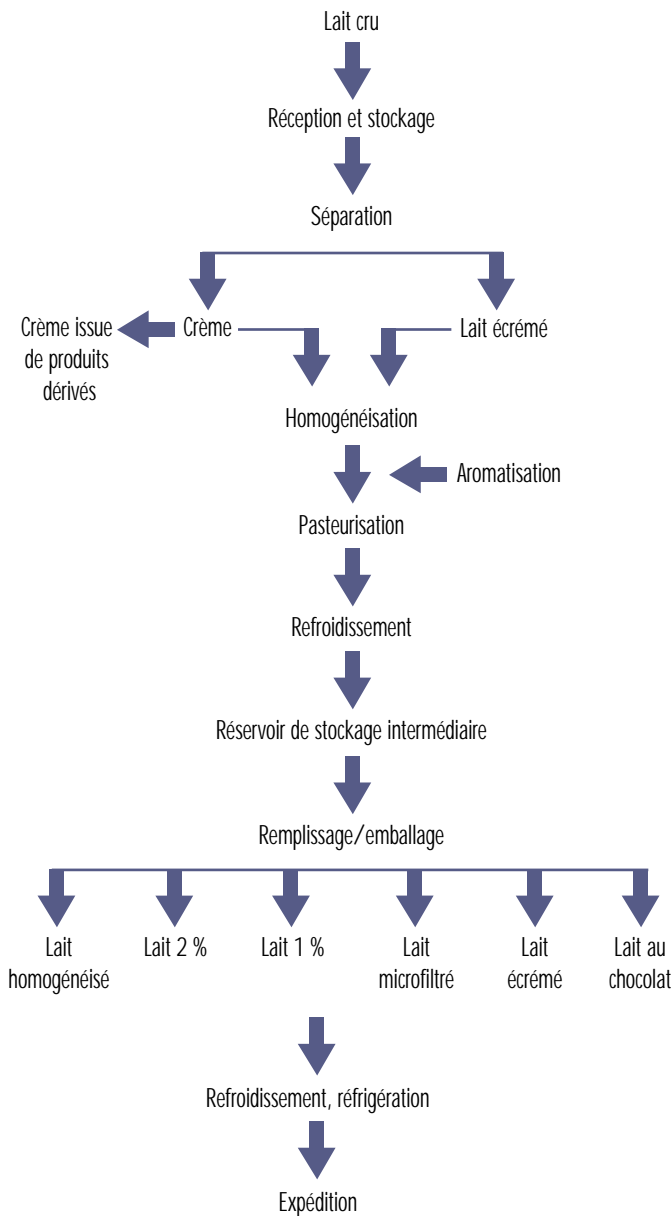 Lait cru
Réception et stockage
Séparation
Crème issue
de produits
dérivés
Crème
Lait écrémé
Homogénéisation
Aromatisation
Pasteurisation
Refroidissement
Réservoir de stockage intermédiaire
Remplissage/emballage
Lait
homogénéisé
Lait 2 %
Lait 1 %
Lait
microfiltré
Lait
écrémé
Lait au
chocolat
Refroidissement, réfrigération
Expédition